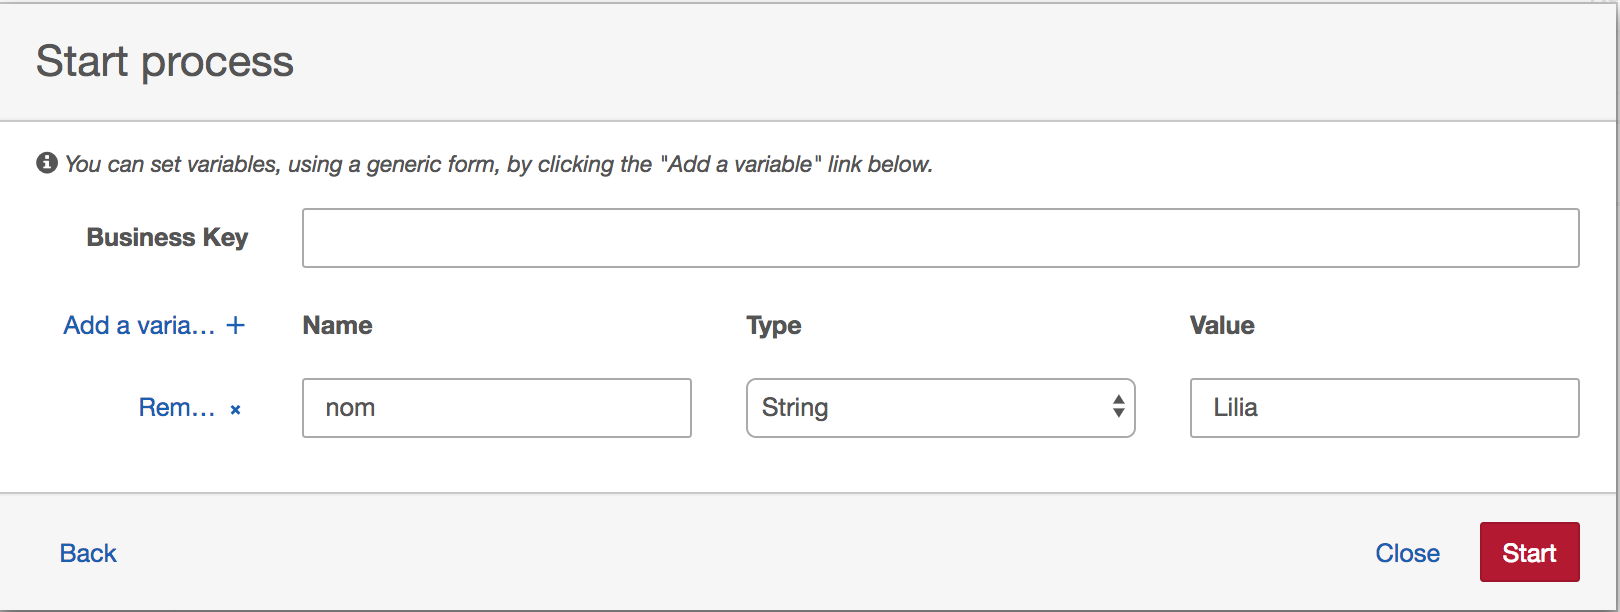 Start process
You can set variables, using a generic form, by clicking the "Add a variable" link below.
Business Key
Add a varia... + Name Type Value
Rem... × nom String Lilia
Back Close Start